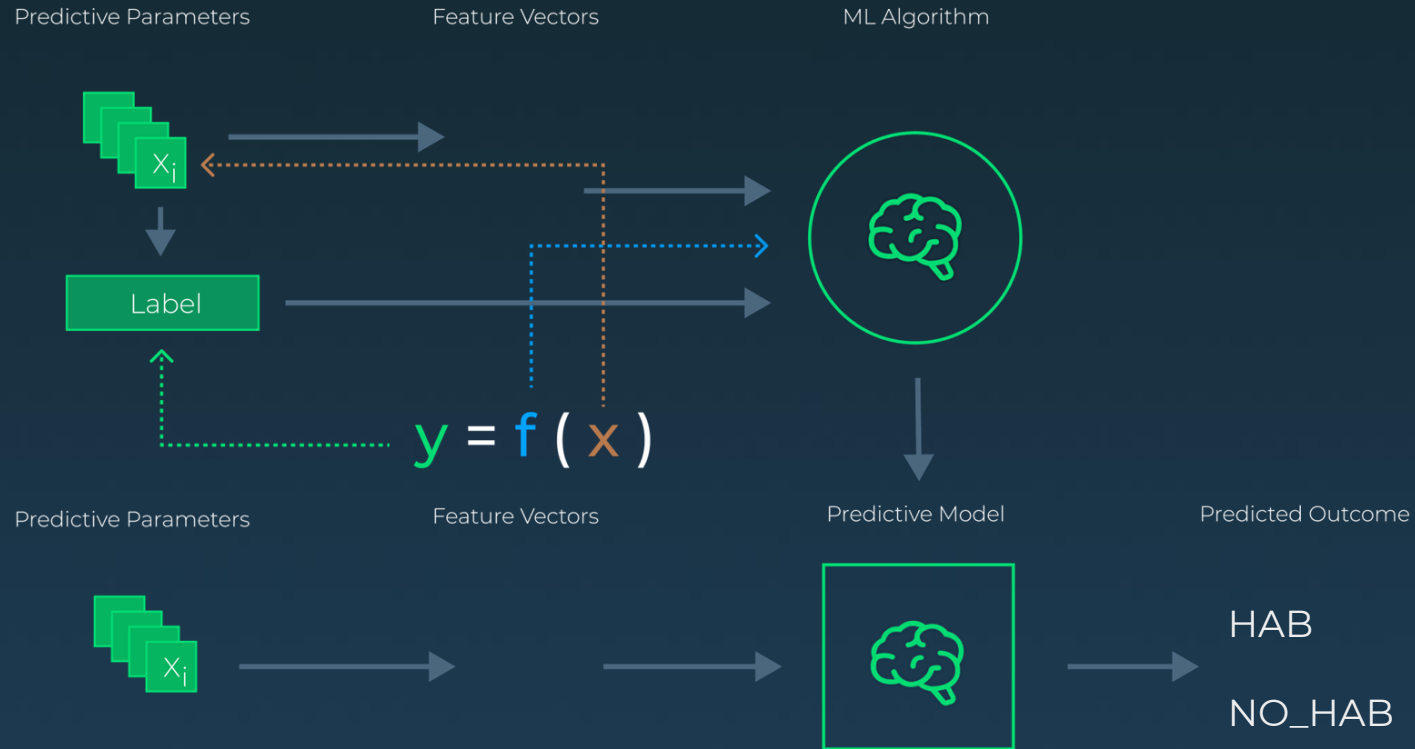 Predictive Parameters
Feature Vectors
ML Algorithm
Xi
Label
y = f ( x )
Predictive Parameters
Feature Vectors
Predictive Model
Predicted Outcome
Xi
HAB
NO_HAB